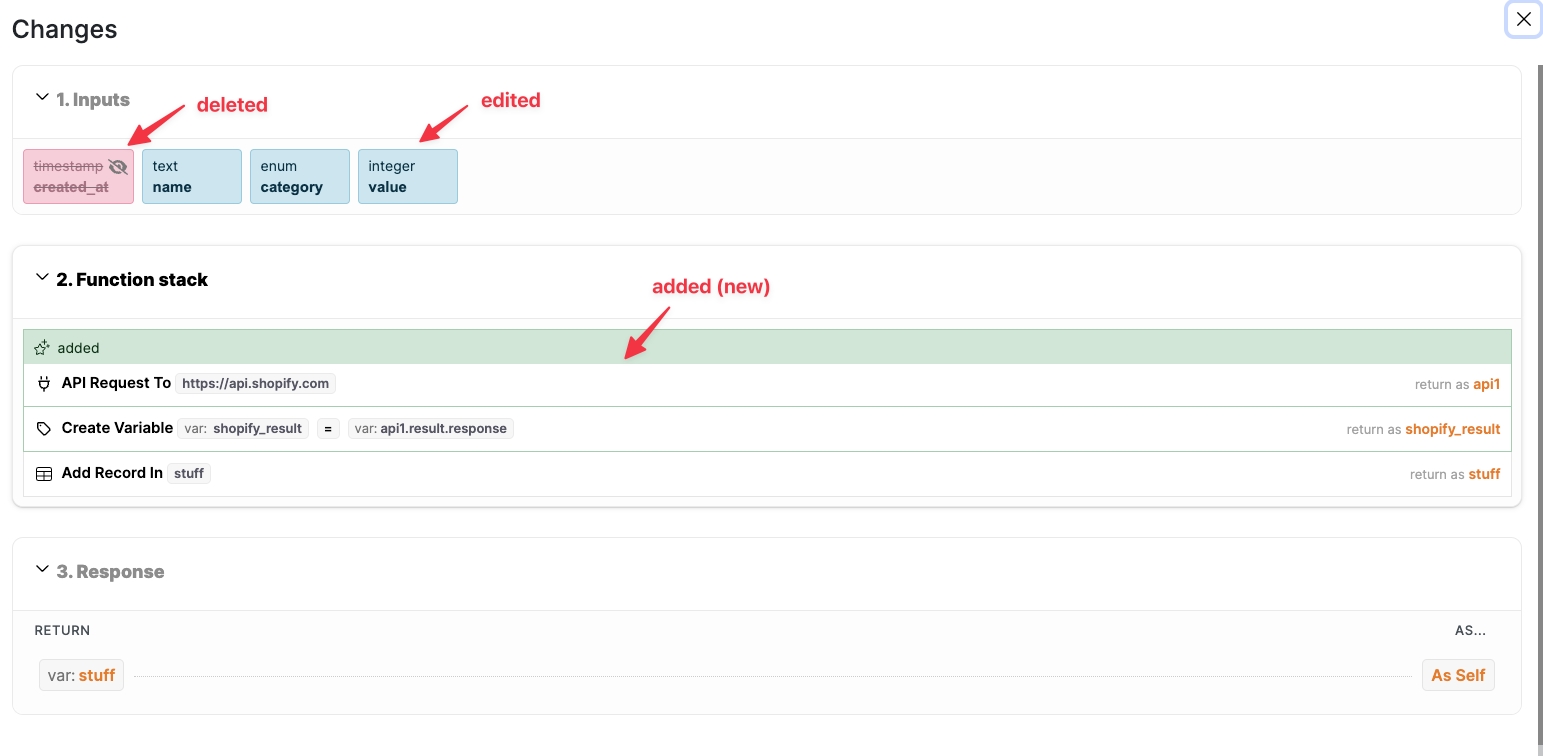 Changes
1. Inputs
deleted
edited
timestamp
created_at
text
name
enum
category
integer
value
2. Function stack
added (new)
added
API Request To https://api.shopify.com return as api1
Create Variable var: shopify_result = var: api1.result.response return as shopify_result
Add Record In stuff return as stuff
3. Response
RETURN AS...
var: stuff As Self